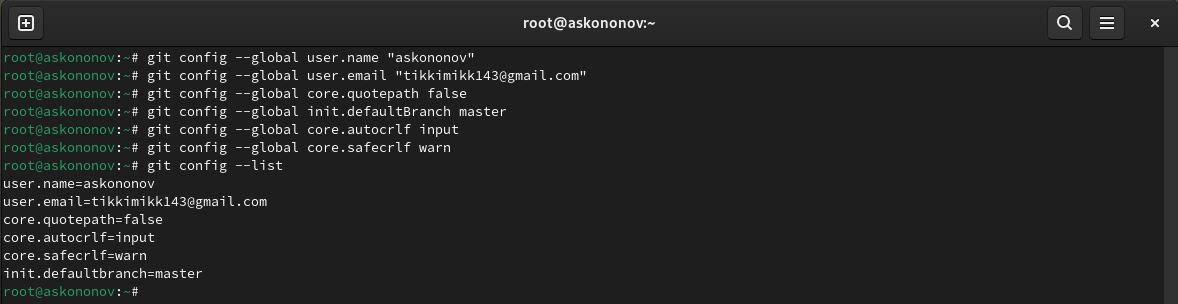 root@askononov:~
root@askononov:~# git config --global user.name "askononov"
root@askononov:~# git config --global user.email "tikkimikk143@gmail.com"
root@askononov:~# git config --global core.quotepath false
root@askononov:~# git config --global init.defaultBranch master
root@askononov:~# git config --global core.autocrlf input
root@askononov:~# git config --global core.safecrlf warn
root@askononov:~# git config --list
user.name=askononov
user.email=tikkimikk143@gmail.com
core.quotepath=false
core.autocrlf=input
core.safecrlf=warn
init.defaultbranch=master
root@askononov:~#